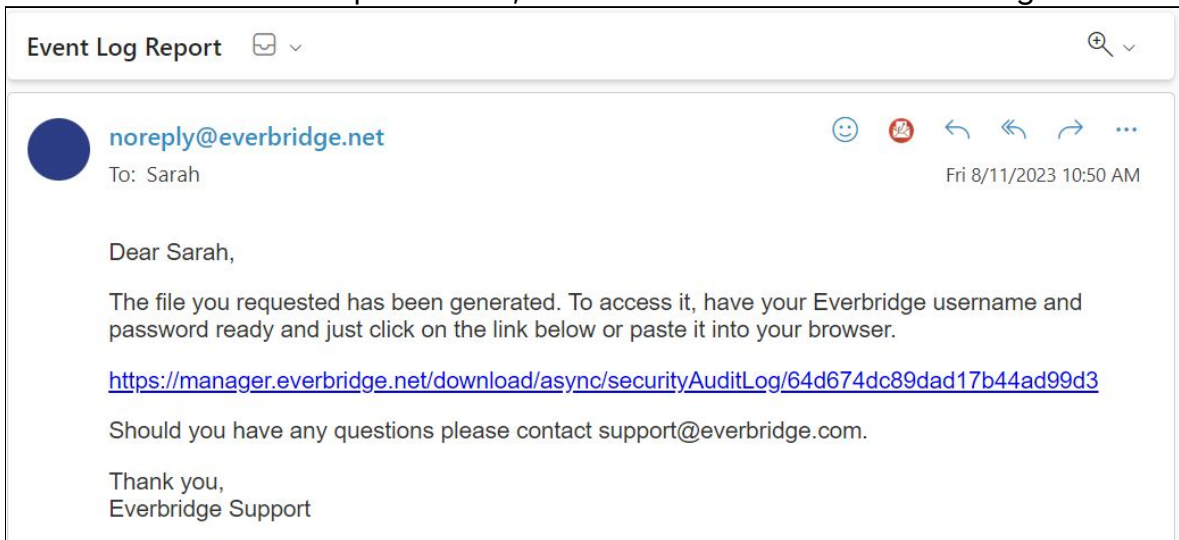 Event Log Report
noreply@everbridge.net
To: Sarah
Fri 8/11/2023 10:50 AM
Dear Sarah,
The file you requested has been generated. To access it, have your Everbridge username and
password ready and just click on the link below or paste it into your browser.
https://manager.everbridge.net/download/async/securityAuditLog/64d674dc89dad17b44ad99d3
Should you have any questions please contact support@everbridge.com.
Thank you,
Everbridge Support